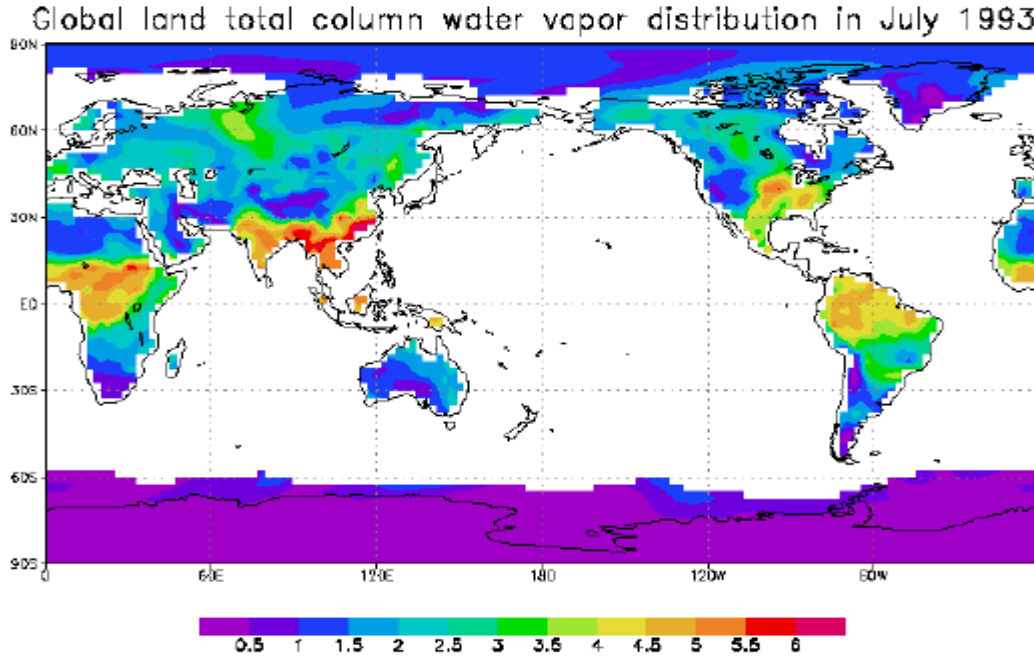 Global land total column water vapor distribution in July 1993
90N
60N
30N
EQ
30S
60S
90S
0 60E 120E 180 120W 60W
0.5 1 1.5 2 2.5 3 3.5 4 4.5 5 5.5 6